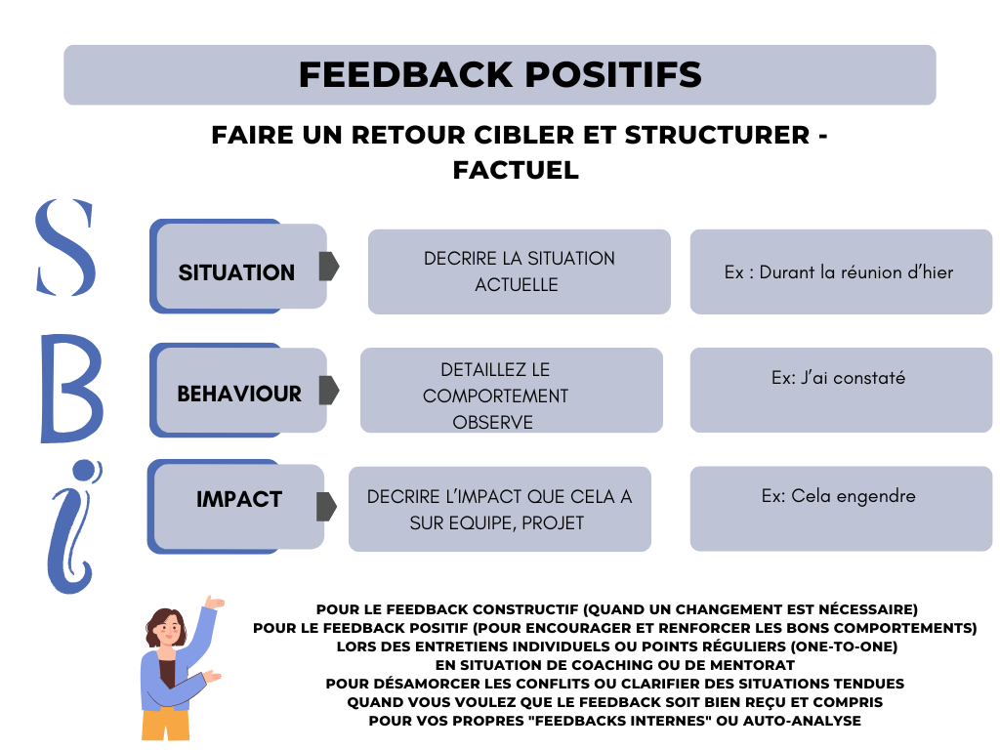 FEEDBACK POSITIFS
FAIRE UN RETOUR CIBLER ET STRUCTURER -
FACTUEL
S
SITUATION
DECRIRE LA SITUATION
ACTUELLE
Ex : Durant la réunion d’hier
B
BEHAVIOUR
DETAILLEZ LE
COMPORTEMENT
OBSERVE
Ex: J’ai constaté
i
IMPACT
DECRIRE L’IMPACT QUE CELA A
SUR EQUIPE, PROJET
Ex: Cela engendre
POUR LE FEEDBACK CONSTRUCTIF (QUAND UN CHANGEMENT EST NÉCESSAIRE)
POUR LE FEEDBACK POSITIF (POUR ENCOURAGER ET RENFORCER LES BONS COMPORTEMENTS)
LORS DES ENTRETIENS INDIVIDUELS OU POINTS RÉGULIERS (ONE-TO-ONE)
EN SITUATION DE COACHING OU DE MENTORAT
POUR DÉSAMORCER LES CONFLITS OU CLARIFIER DES SITUATIONS TENDUES
QUAND VOUS VOULEZ QUE LE FEEDBACK SOIT BIEN REÇU ET COMPRIS
POUR VOS PROPRES "FEEDBACKS INTERNES" OU AUTO-ANALYSE